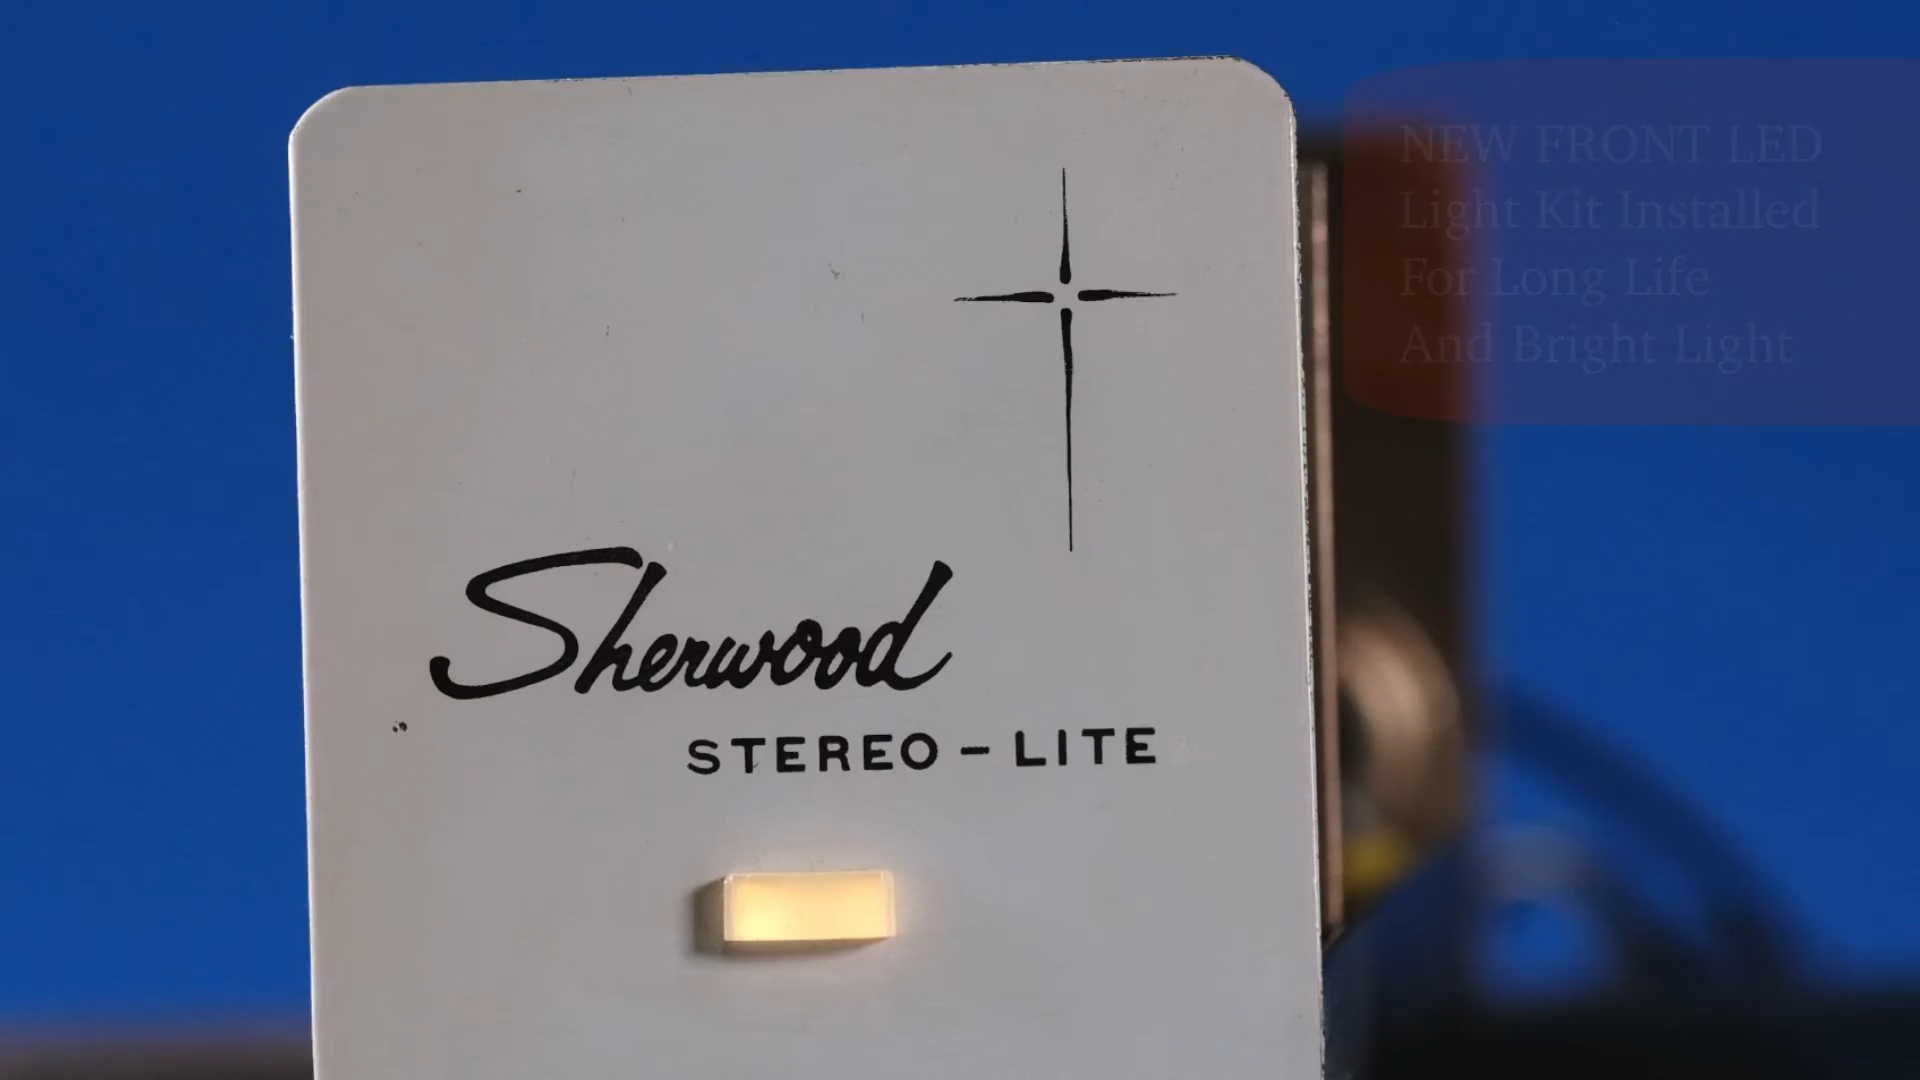 NEW FRONT LED
Light Kit Installed
For Long Life
And Bright Light
Sherwood
STEREO – LITE